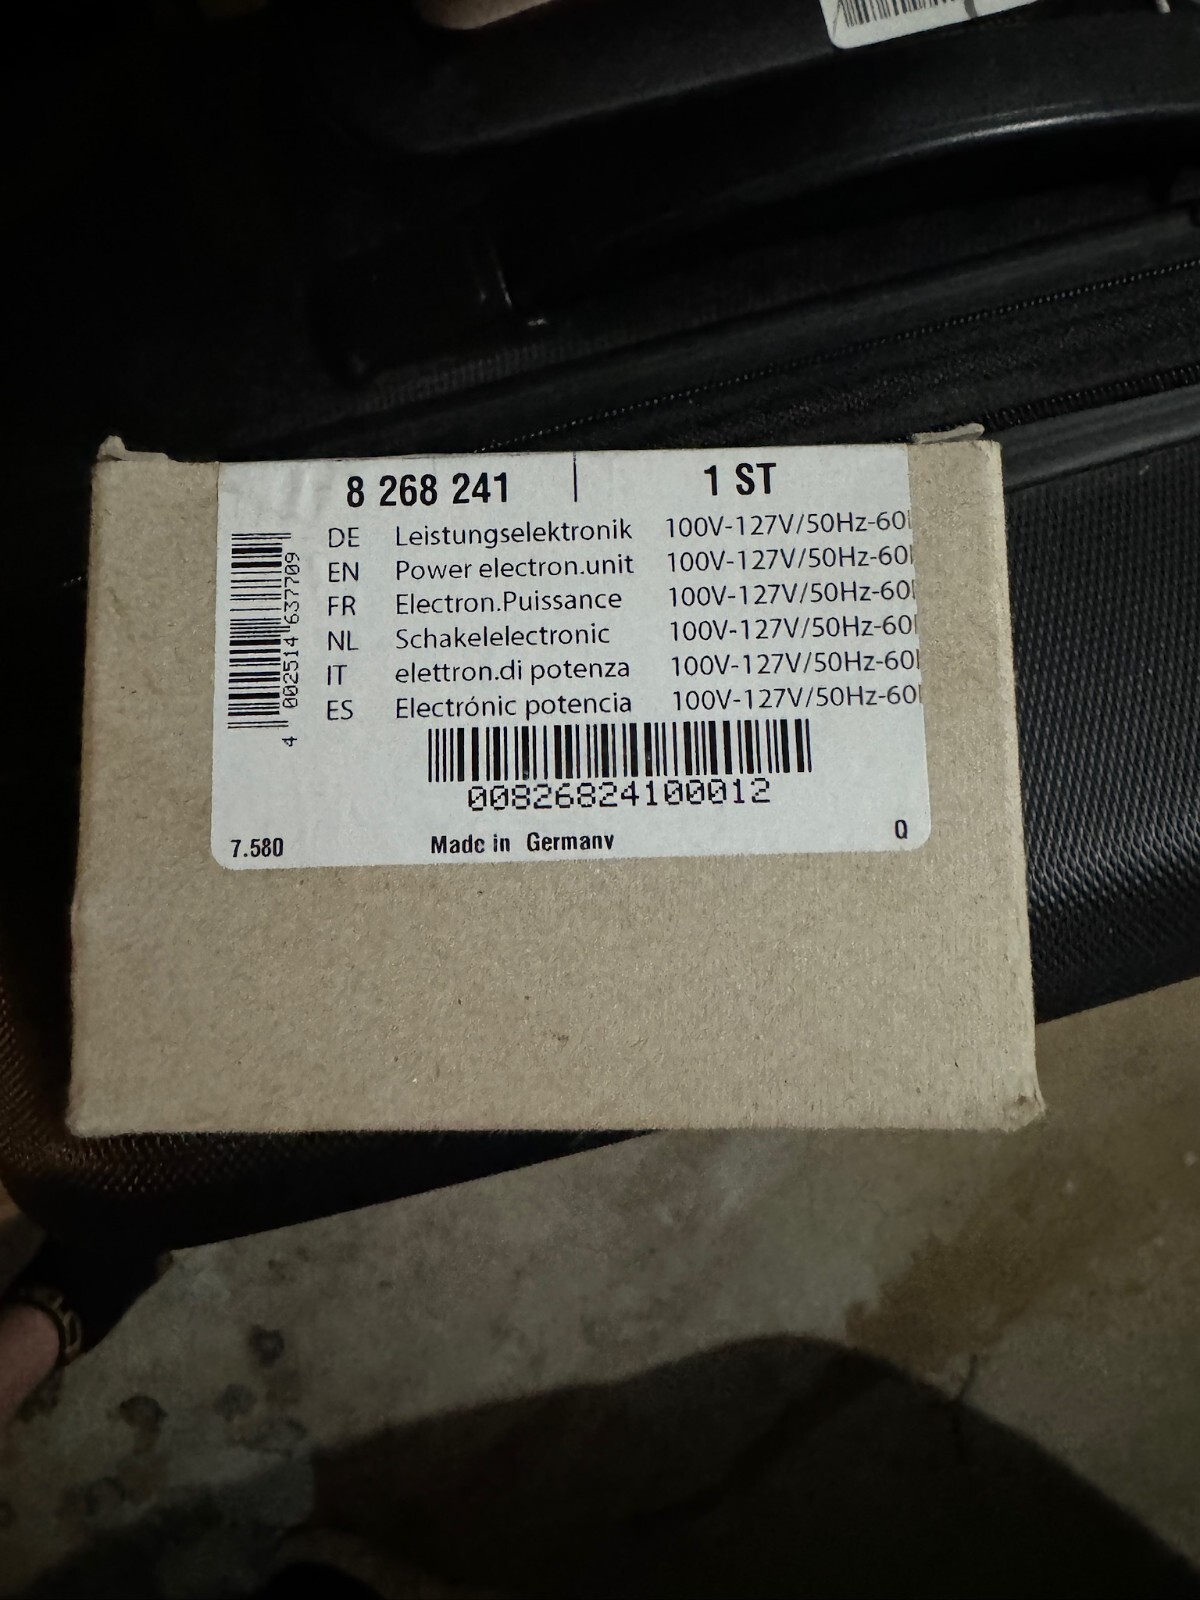 8 268 241 | 1 ST
DE Leistungselektronik 100V-127V/50Hz-60
EN Power electron.unit 100V-127V/50Hz-60
FR Electron.Puissance 100V-127V/50Hz-60
NL Schakelelectronic 100V-127V/50Hz-60
IT elettron.di potenza 100V-127V/50Hz-60
ES Electrónic potencia 100V-127V/50Hz-60
4 002514 637709
00826824100012
7.580 Made in Germany Q